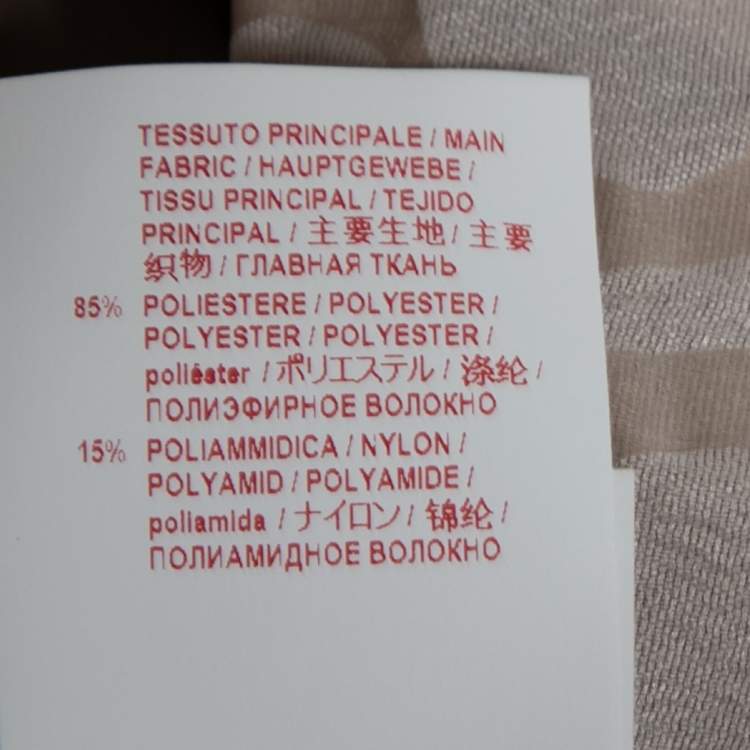 TESSUTO PRINCIPALE / MAIN
FABRIC / HAUPTGEWEBE /
TISSU PRINCIPAL / TEJIDO
PRINCIPAL / 主要生地 / 主要
织物 / ГЛАВНАЯ ТКАНЬ
85% POLIESTERE / POLYESTER /
POLYESTER / POLYESTER /
poliéster / ポリエステル / 涤纶 /
ПОЛИЭФИРНОЕ ВОЛОКНО
15% POLIAMMIDICA / NYLON /
POLYAMID / POLYAMIDE /
poliamida / ナイロン / 锦纶 /
ПОЛИАМИДНОЕ ВОЛОКНО